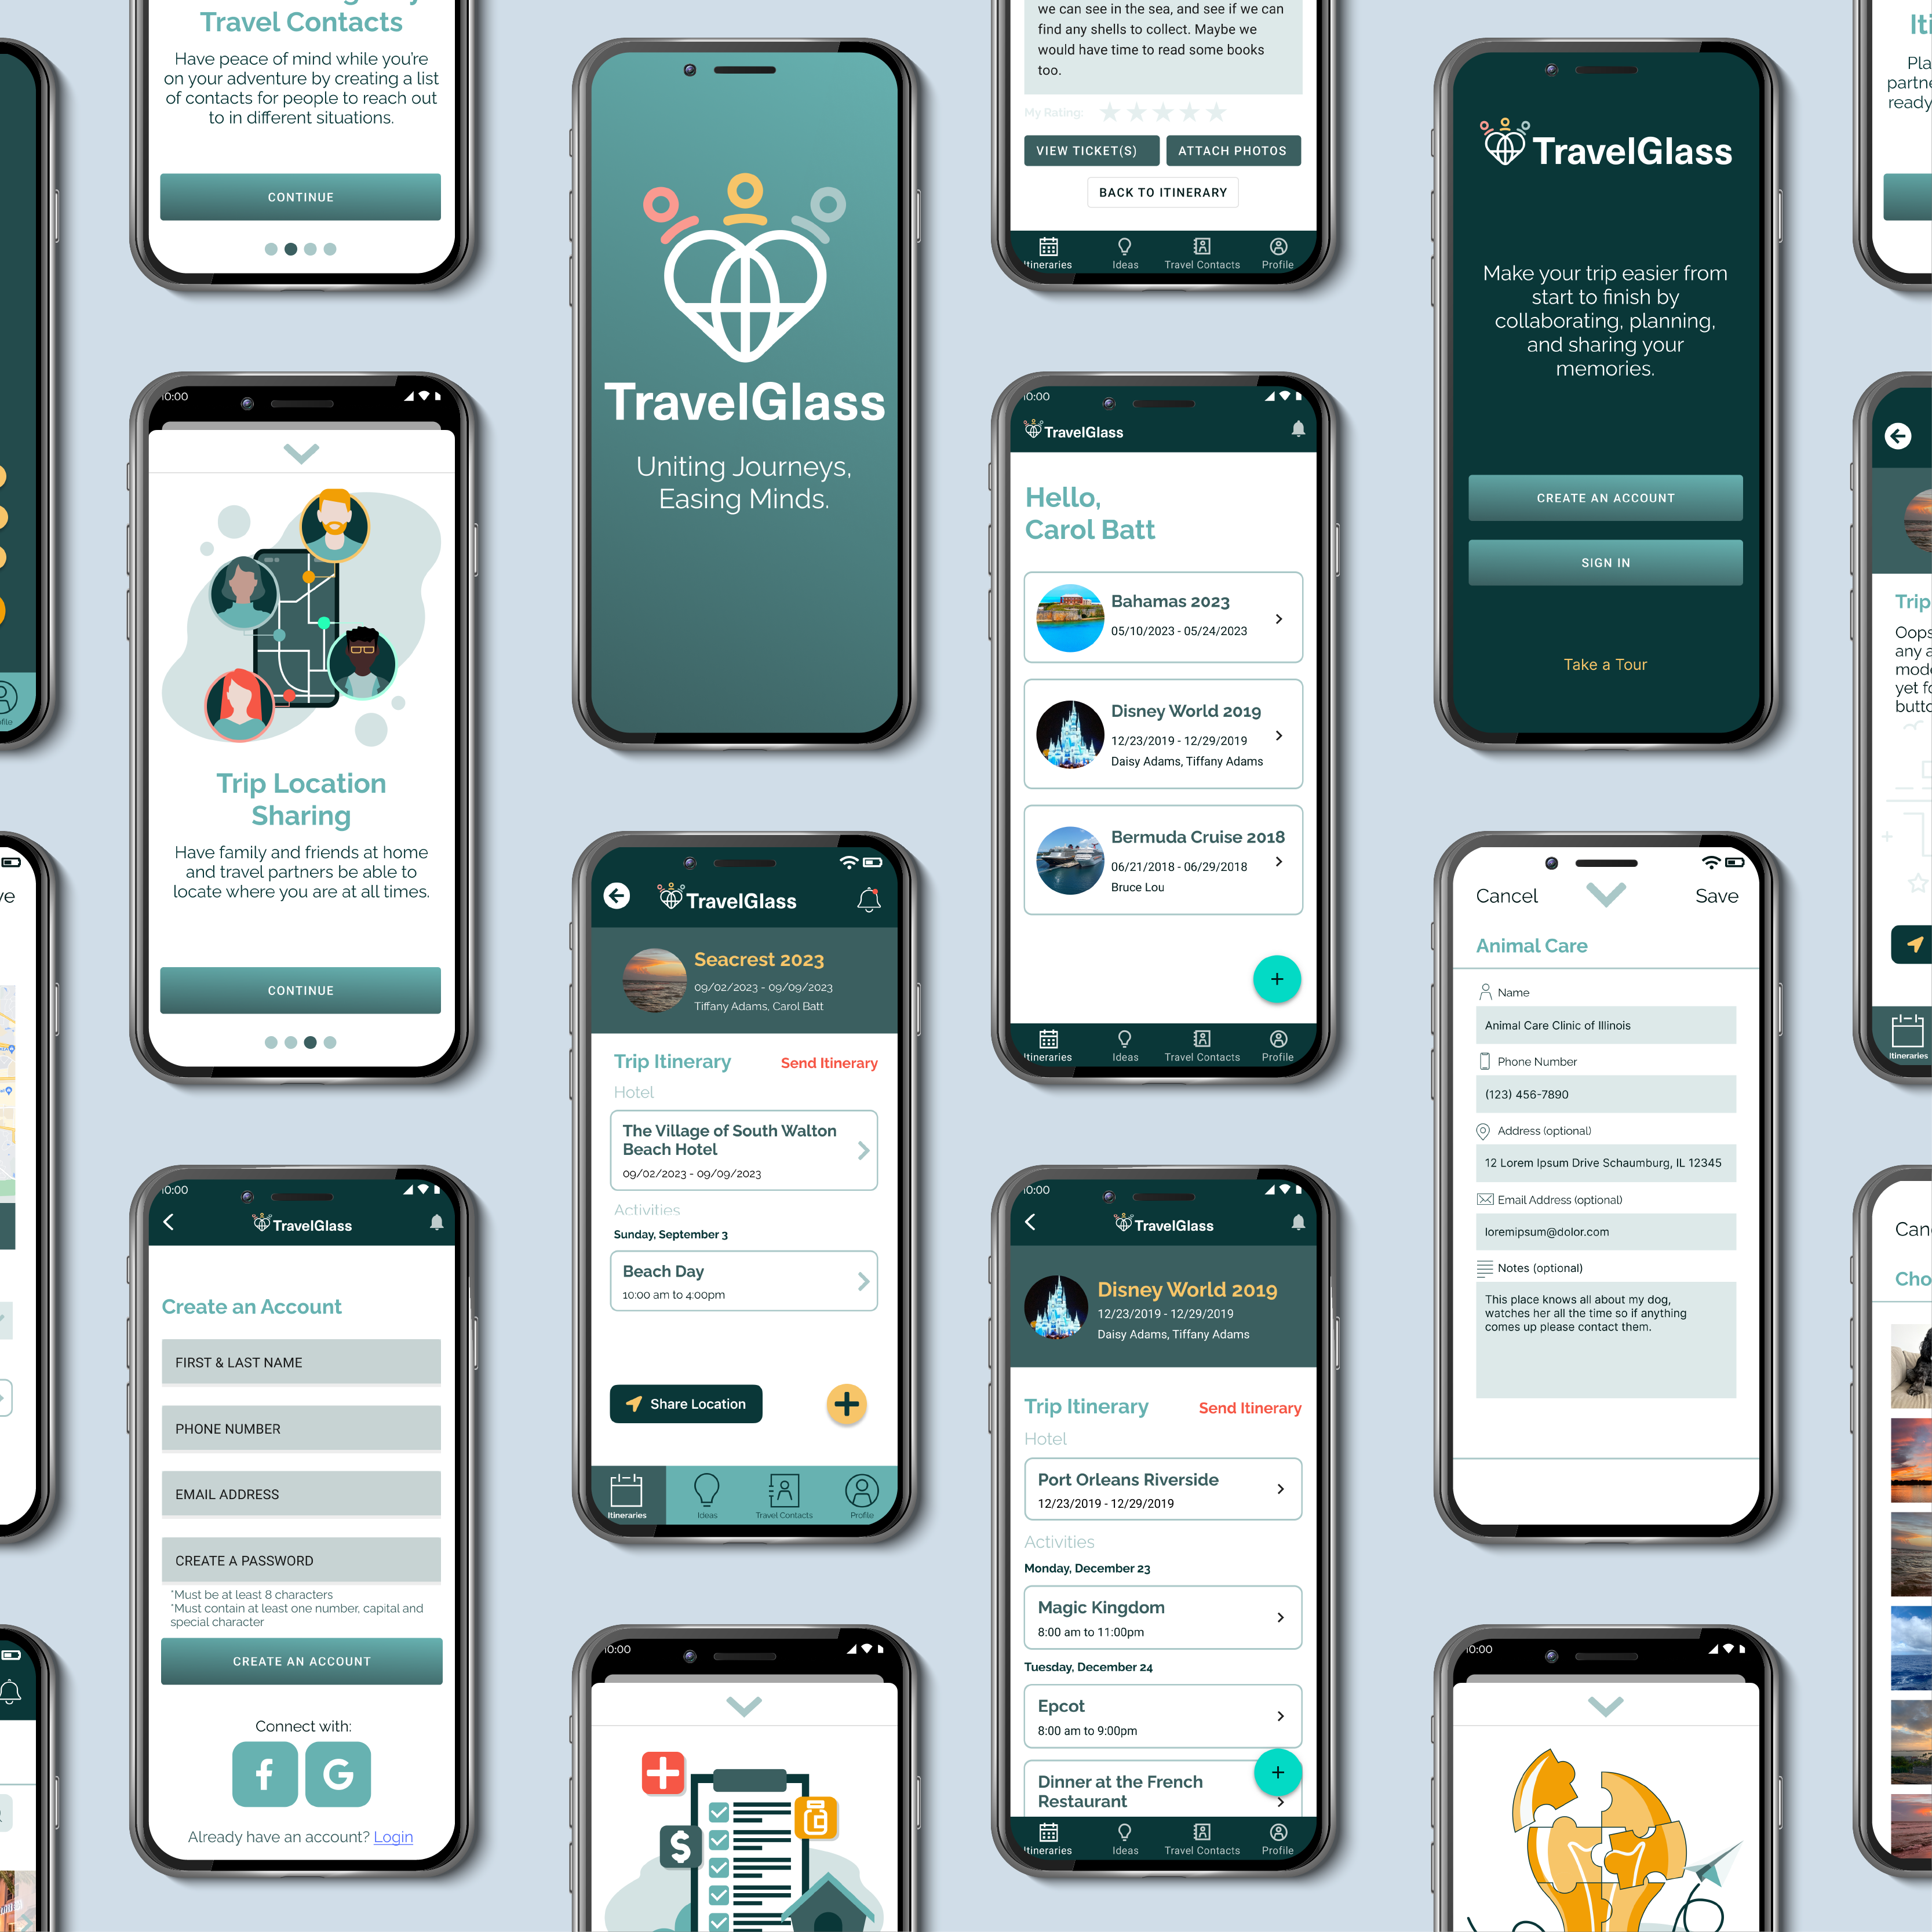 Travel Contacts
Have peace of mind while you're
on your adventure by creating a list
of contacts for people to reach out
to in different situations.
CONTINUE
10:00
Trip Location
Sharing
Have family and friends at home
and travel partners be able to
locate where you are at all times.
CONTINUE
10:00
TravelGlass
Create an Account
FIRST & LAST NAME
PHONE NUMBER
EMAIL ADDRESS
CREATE A PASSWORD
*Must be at least 8 characters
*Must contain at least one number, capital and
special character
CREATE AN ACCOUNT
Connect with:
f G
Already have an account? Login
TravelGlass
Uniting Journeys,
Easing Minds.
TravelGlass
Seacrest 2023
09/02/2023 - 09/09/2023
Tiffany Adams, Carol Batt
Trip Itinerary Send Itinerary
Hotel
The Village of South Walton
Beach Hotel
09/02/2023 - 09/09/2023
Activities
Sunday, September 3
Beach Day
10:00 am to 4:00pm
Share Location
Itineraries Ideas Travel Contacts Profile
10:00
$
we can see in the sea, and see if we can
find any shells to collect. Maybe we
would have time to read some books
too.
My Rating:
VIEW TICKET(S) ATTACH PHOTOS
BACK TO ITINERARY
Itineraries Ideas Travel Contacts Profile
10:00
TravelGlass
Hello,
Carol Batt
Bahamas 2023
05/10/2023 - 05/24/2023
Disney World 2019
12/23/2019 - 12/29/2019
Daisy Adams, Tiffany Adams
Bermuda Cruise 2018
06/21/2018 - 06/29/2018
Bruce Lou
Itineraries Ideas Travel Contacts Profile
10:00
TravelGlass
Disney World 2019
12/23/2019 - 12/29/2019
Daisy Adams, Tiffany Adams
Trip Itinerary Send Itinerary
Hotel
Port Orleans Riverside
12/23/2019 - 12/29/2019
Activities
Monday, December 23
Magic Kingdom
8:00 am to 11:00pm
Tuesday, December 24
Epcot
8:00 am to 9:00pm
Dinner at the French
Restaurant
Itineraries Ideas Travel Contacts Profile
TravelGlass
Make your trip easier from
start to finish by
collaborating, planning,
and sharing your
memories.
CREATE AN ACCOUNT
SIGN IN
Take a Tour
Cancel Save
Animal Care
Name
Animal Care Clinic of Illinois
Phone Number
(123) 456-7890
Address (optional)
12 Lorem Ipsum Drive Schaumburg, IL 12345
Email Address (optional)
loremipsum@dolor.com
Notes (optional)
This place knows all about my dog,
watches her all the time so if anything
comes up please contact them.
10:00
ready
Trip
any
yet
Itineraries